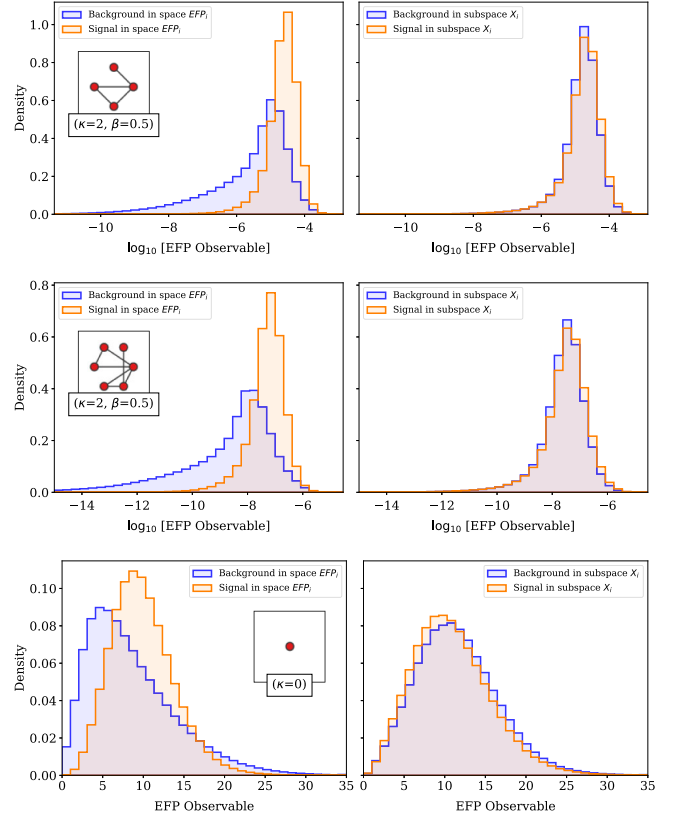 Background in space EFP_i
Signal in space EFP_i
(κ=2, β=0.5)
Density
1.0
0.8
0.6
0.4
0.2
0.0
−10 −8 −6 −4
log₁₀ [EFP Observable]
Background in subspace X_i
Signal in subspace X_i
−10 −8 −6 −4
log₁₀ [EFP Observable]
Background in space EFP_i
Signal in space EFP_i
(κ=2, β=0.5)
Density
0.8
0.6
0.4
0.2
0.0
−14 −12 −10 −8 −6
log₁₀ [EFP Observable]
Background in subspace X_i
Signal in subspace X_i
−14 −12 −10 −8 −6
log₁₀ [EFP Observable]
Background in space EFP_i
Signal in space EFP_i
(κ=0)
Density
0.10
0.08
0.06
0.04
0.02
0.00
0 5 10 15 20 25 30 35
EFP Observable
Background in subspace X_i
Signal in subspace X_i
0 5 10 15 20 25 30 35
EFP Observable